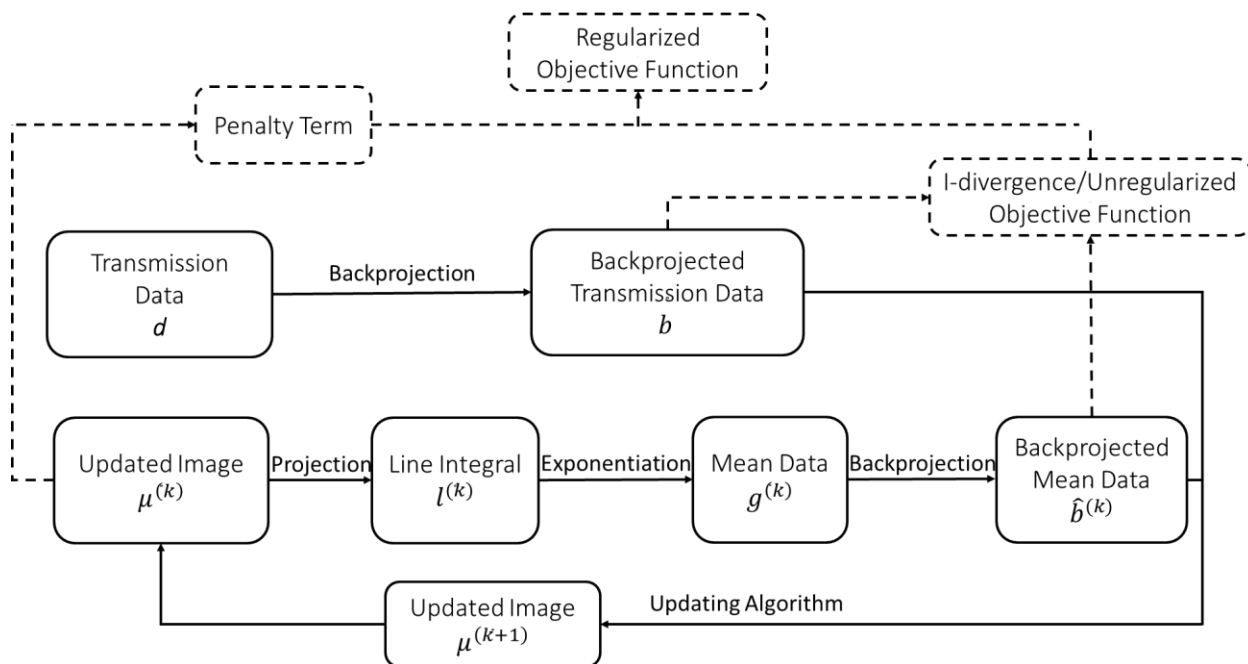 Regularized
Objective Function
Penalty Term
I-divergence/Unregularized
Objective Function
Transmission
Data
d
Backprojection
Backprojected
Transmission Data
b
Updated Image
μ^(k)
Projection
Line Integral
l^(k)
Exponentiation
Mean Data
g^(k)
Backprojection
Backprojected
Mean Data
b̂^(k)
Updated Image
μ^(k+1)
Updating Algorithm